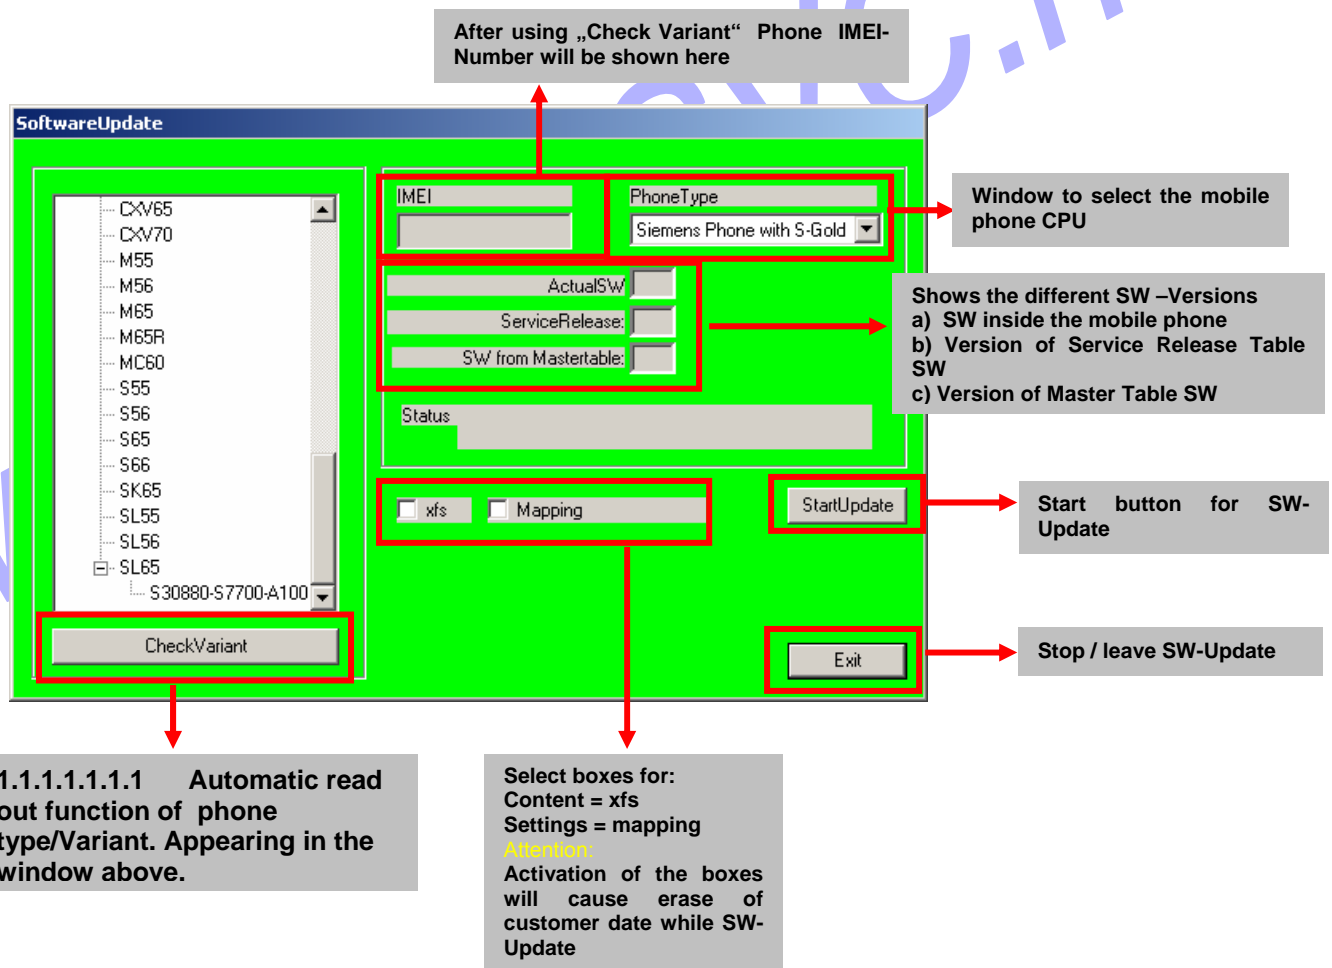 After using „Check Variant“ Phone IMEI-
Number will be shown here
SoftwareUpdate
CXV65
CXV70
M55
M56
M65
M65R
MC60
S55
S56
S65
S66
SK65
SL55
SL56
SL65
S30880-S7700-A100
CheckVariant
IMEI
PhoneType
Siemens Phone with S-Gold
ActualSW
ServiceRelease:
SW from Mastertable:
Status
xfs
Mapping
StartUpdate
Exit
Window to select the mobile
phone CPU
Shows the different SW –Versions
a) SW inside the mobile phone
b) Version of Service Release Table
SW
c) Version of Master Table SW
Start button for SW-
Update
Stop / leave SW-Update
1.1.1.1.1.1.1 Automatic read
out function of phone
type/Variant. Appearing in the
window above.
Select boxes for:
Content = xfs
Settings = mapping
Attention:
Activation of the boxes
will cause erase of
customer date while SW-
Update